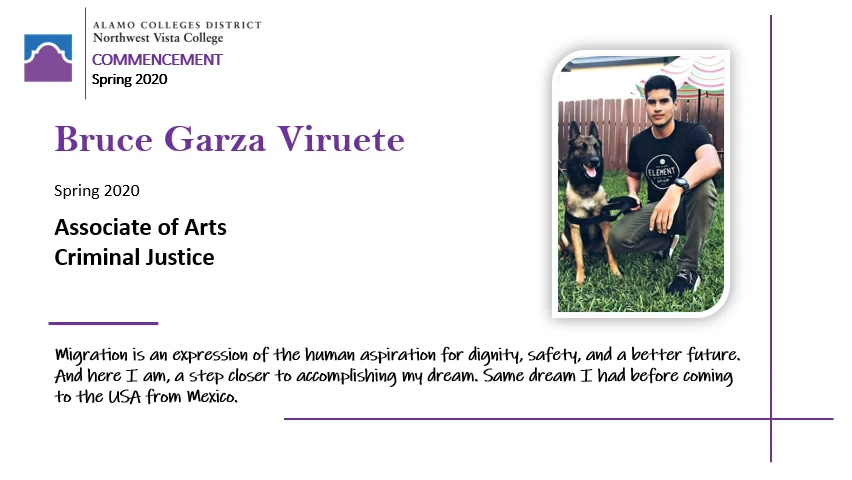 ALAMO COLLEGES DISTRICT
Northwest Vista College
COMMENCEMENT
Spring 2020
Bruce Garza Viruete
Spring 2020
Associate of Arts
Criminal Justice
ELEMENT
Migration is an expression of the human aspiration for dignity, safety, and a better future.
And here I am, a step closer to accomplishing my dream. Same dream I had before coming
to the USA from Mexico.